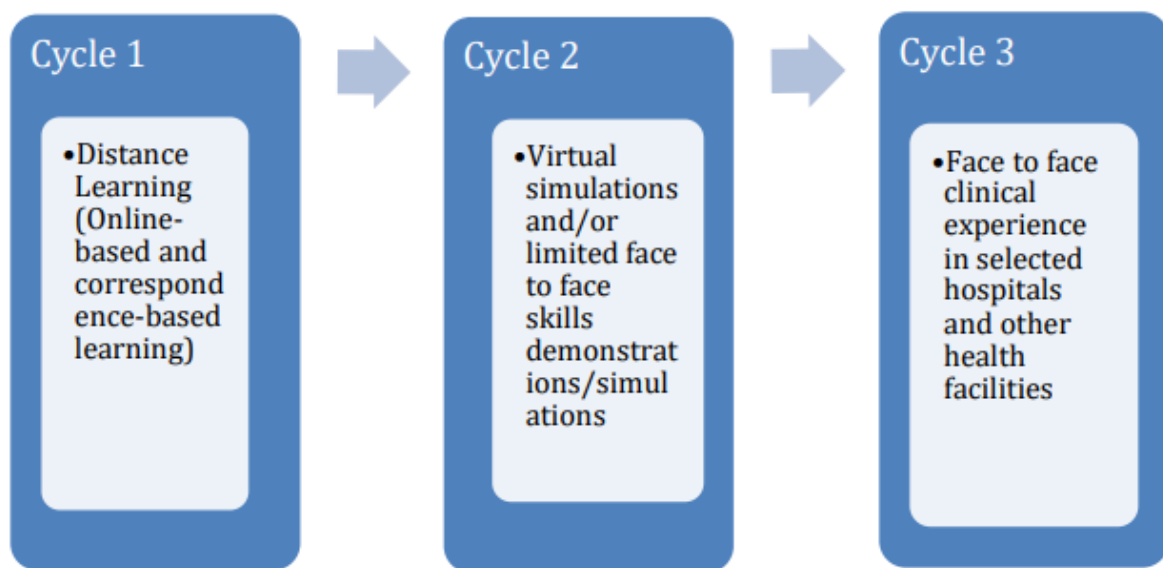 Cycle 1
•Distance
Learning
(Online-
based and
correspond
ence-based
learning)
Cycle 2
•Virtual
simulations
and/or
limited face
to face
skills
demonstrat
ions/simul
ations
Cycle 3
•Face to face
clinical
experience
in selected
hospitals
and other
health
facilities